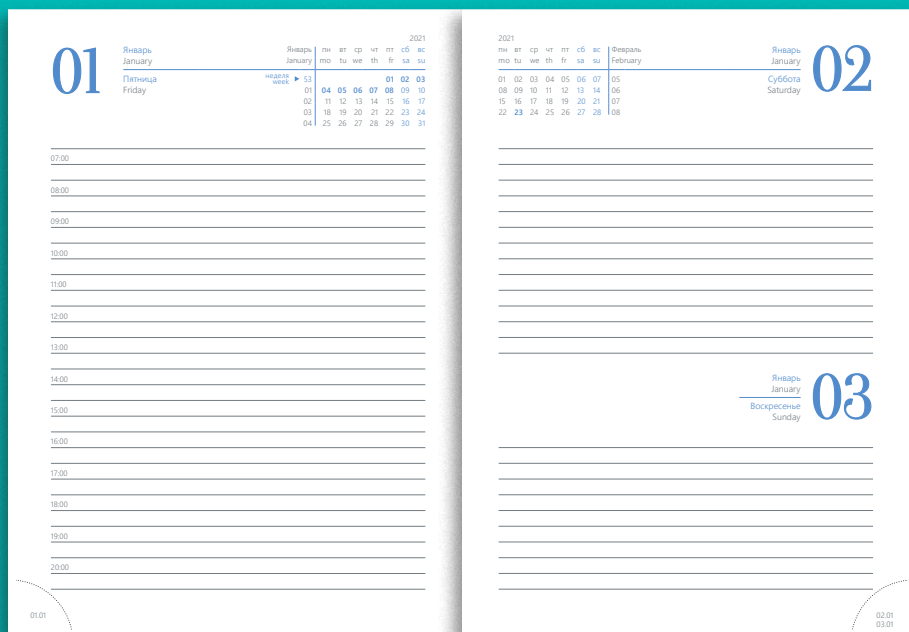 01
Январь
January
Пятница
Friday
2021
Январь пн вт ср чт пт сб вс
January mo tu we th fr sa su
неделя
week
53 01 02 03
01 04 05 06 07 08 09 10
02 11 12 13 14 15 16 17
03 18 19 20 21 22 23 24
04 25 26 27 28 29 30 31
07:00
08:00
09:00
10:00
11:00
12:00
13:00
14:00
15:00
16:00
17:00
18:00
19:00
20:00
01.01
2021
пн вт ср чт пт сб вс Февраль
mo tu we th fr sa su February
01 02 03 04 05 06 07 05
08 09 10 11 12 13 14 06
15 16 17 18 19 20 21 07
22 23 24 25 26 27 28 08
Январь
January
Суббота
Saturday
02
Январь
January
Воскресенье
Sunday
03
02.01
03.01